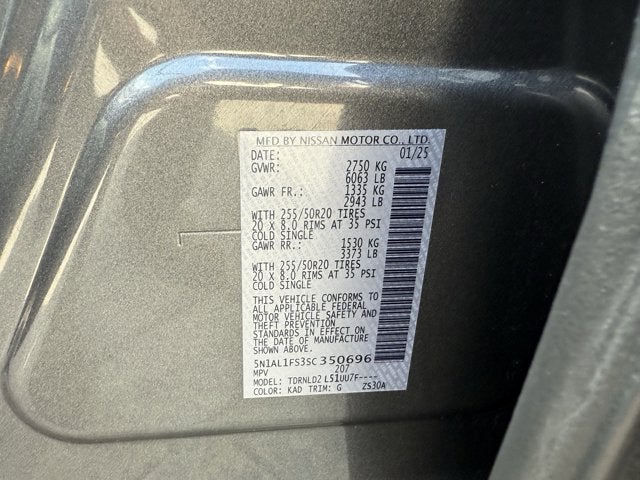 MFD BY NISSAN MOTOR CO., LTD.
DATE: 01/25
GVWR: 2750 KG
6063 LB
GAWR FR.: 1335 KG
2943 LB
WITH 255/50R20 TIRES
20 X 8.0 RIMS AT 35 PSI
COLD SINGLE
GAWR RR.: 1530 KG
3373 LB
WITH 255/50R20 TIRES
20 X 8.0 RIMS AT 35 PSI
COLD SINGLE
THIS VEHICLE CONFORMS TO
ALL APPLICABLE FEDERAL
MOTOR VEHICLE SAFETY AND
THEFT PREVENTION
STANDARDS IN EFFECT ON THE
DATE OF MANUFACTURE
5N1AL1FS3SC350696
MPV 207
MODEL: TDRNLD2 L51UU7F----
COLOR: KAD TRIM: G ZS30A